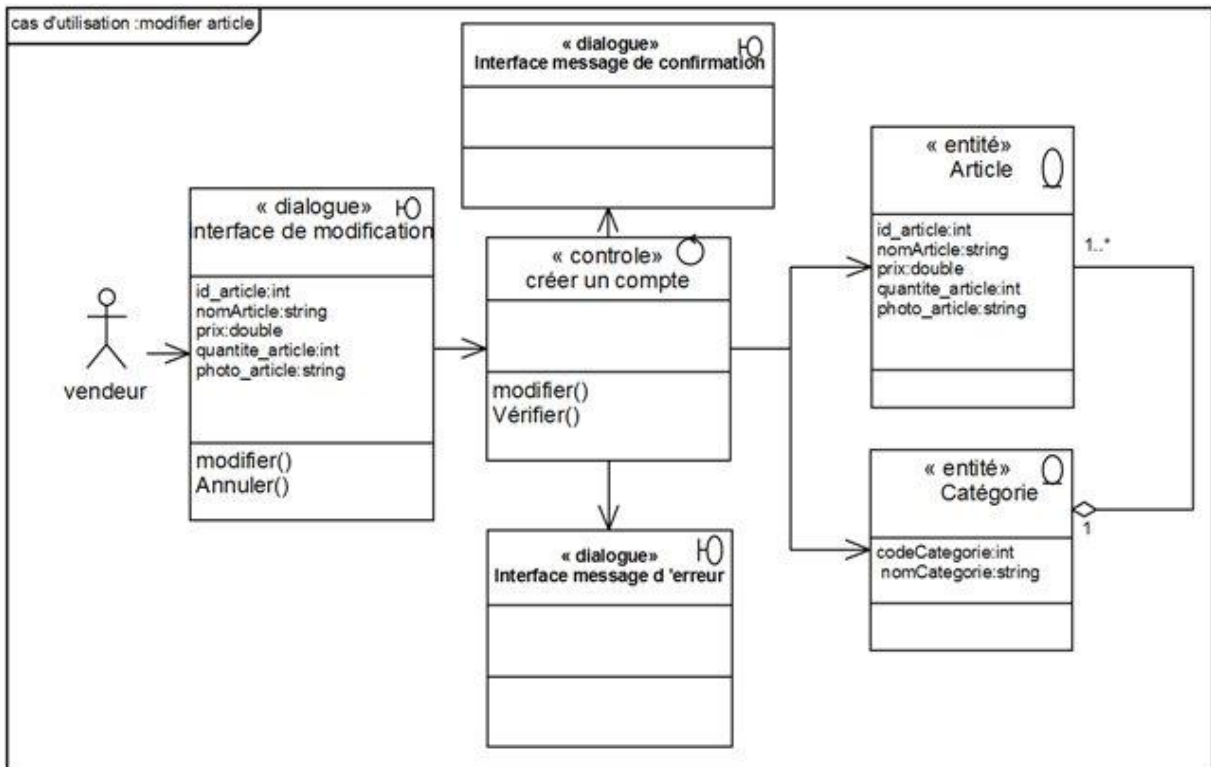 cas d'utilisation :modifier article
« dialogue»
Interface message de confirmation
« entité»
Article
id_article:int
nomArticle:string
prix:double
quantite_article:int
photo_article:string
1..*
« dialogue»
interface de modification
id_article:int
nomArticle:string
prix:double
quantite_article:int
photo_article:string
modifier()
Annuler()
vendeur
« controle»
créer un compte
modifier()
Vérifier()
« entité»
Catégorie
codeCategorie:int
nomCategorie:string
1
« dialogue»
Interface message d 'erreur